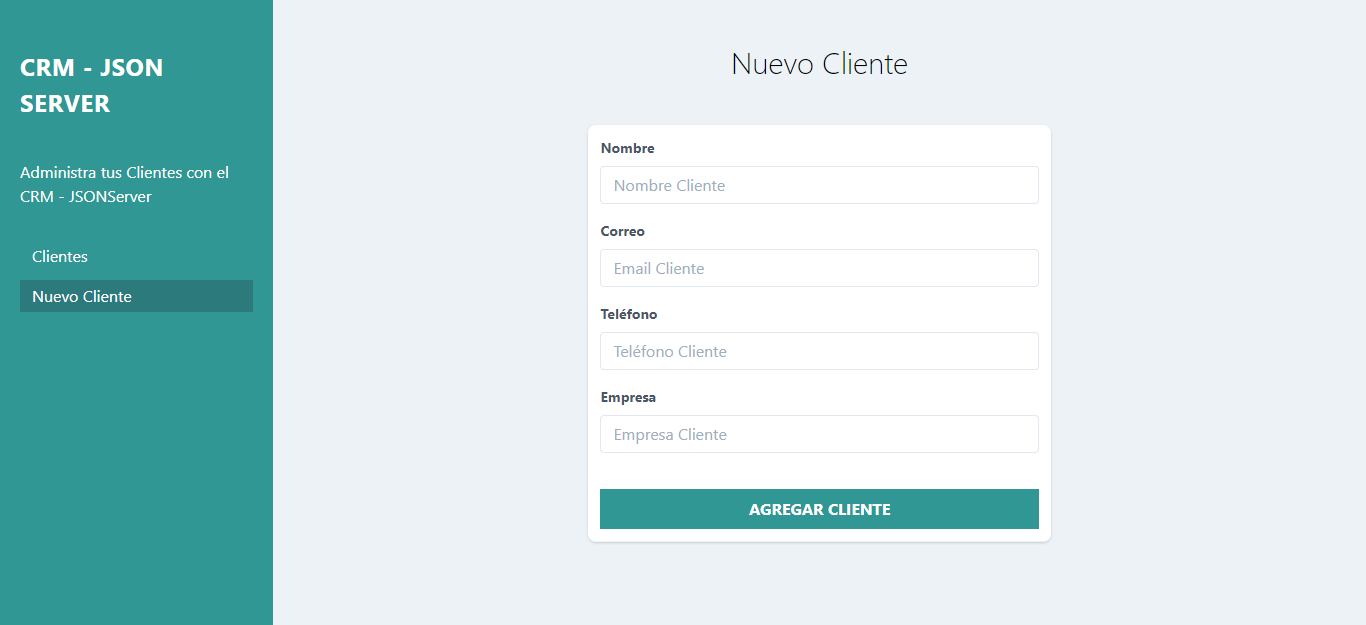 CRM - JSON
SERVER
Administra tus Clientes con el
CRM - JSONServer
Clientes
Nuevo Cliente
Nuevo Cliente
Nombre
Nombre Cliente
Correo
Email Cliente
Teléfono
Teléfono Cliente
Empresa
Empresa Cliente
AGREGAR CLIENTE